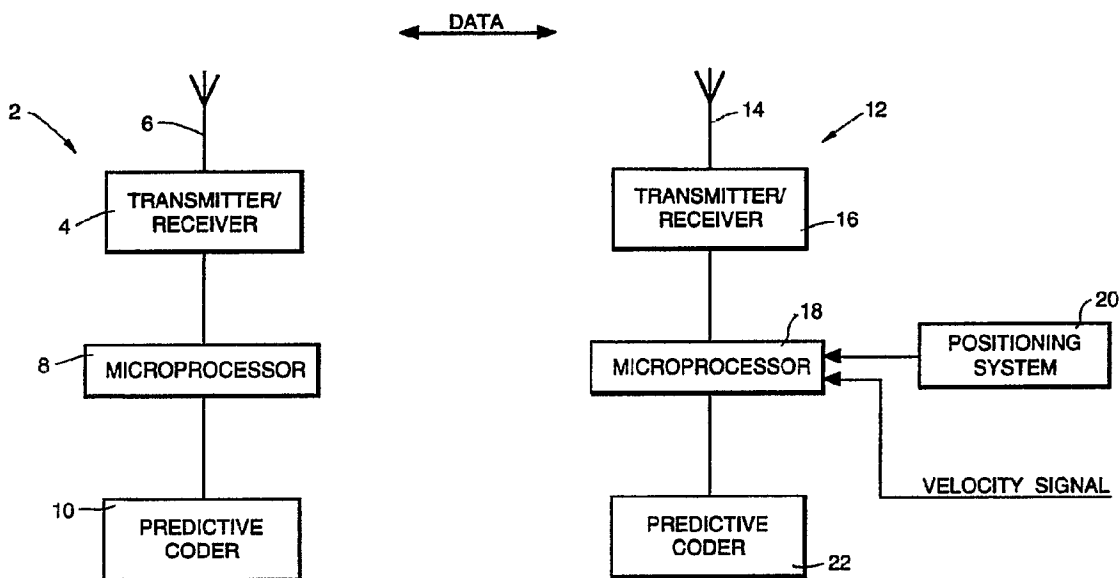 DATA
2
6
14
12
TRANSMITTER/
RECEIVER
4
TRANSMITTER/
RECEIVER
16
8
MICROPROCESSOR
18
MICROPROCESSOR
20
POSITIONING
SYSTEM
VELOCITY SIGNAL
10
PREDICTIVE
CODER
PREDICTIVE
CODER
22